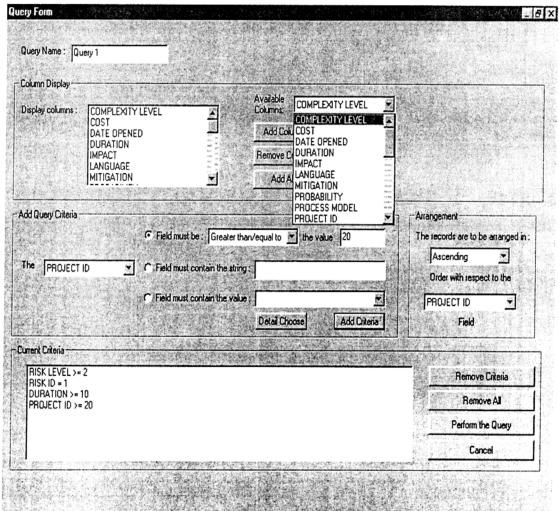 Query Form
Query Name : Query 1
Column Display
Display columns :
COMPLEXITY LEVEL
COST
DATE OPENED
DURATION
IMPACT
LANGUAGE
MITIGATION
Available Columns:
COMPLEXITY LEVEL
COMPLEXITY LEVEL
COST
DATE OPENED
DURATION
IMPACT
LANGUAGE
MITIGATION
PROBABILITY
PROCESS MODEL
PROJECT ID
Add Colu
Remove C
Add A
Add Query Criteria
The PROJECT ID
Field must be : Greater than/equal to the value 20
Field must contain the string :
Field must contain the value :
Detail Choose Add Criteria
Arrangement
The records are to be arranged in :
Ascending
Order with respect to the
PROJECT ID
Field
Current Criteria
RISK LEVEL >= 2
RISK ID = 1
DURATION >= 10
PROJECT ID >= 20
Remove Criteria
Remove All
Perform the Query
Cancel